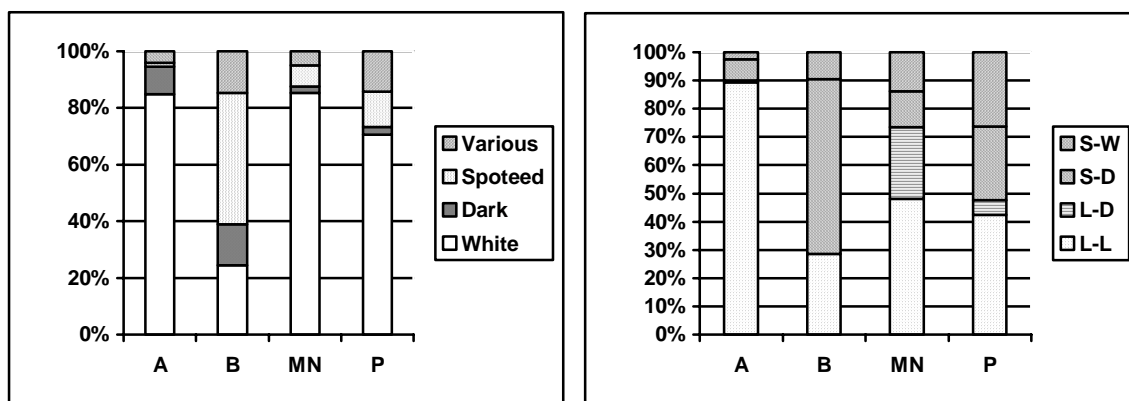 100%
80%
60%
40%
20%
0%
A B MN P
Various
Spoteed
Dark
White
100%
90%
80%
70%
60%
50%
40%
30%
20%
10%
0%
A B MN P
S-W
S-D
L-D
L-L